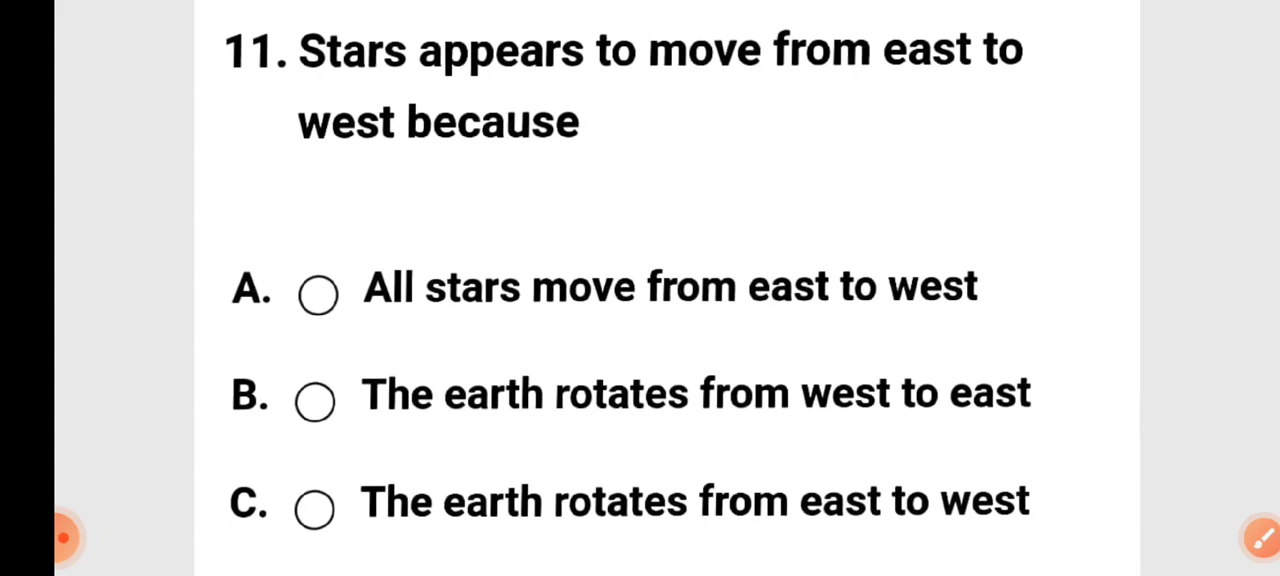 11. Stars appears to move from east to
west because
A. All stars move from east to west
B. The earth rotates from west to east
C. The earth rotates from east to west